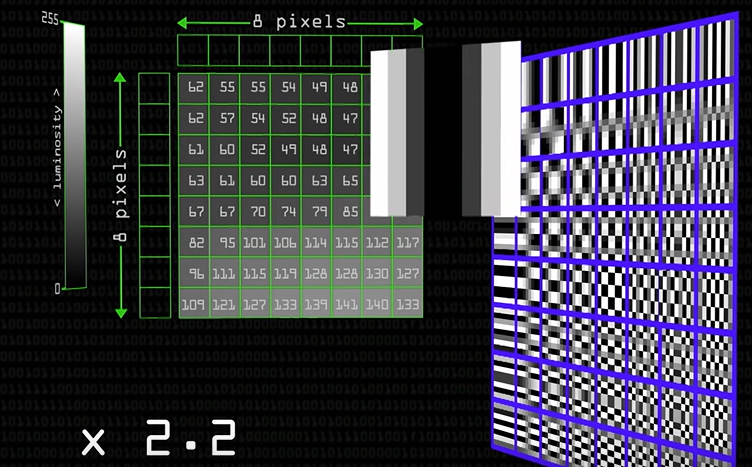 255
8 pixels
< luminosity >
8 pixels
62 55 55 54 49 48
62 57 54 52 48 47
61 60 52 49 48 47
63 61 60 60 63 65
67 67 70 74 79 85
82 95 101 106 114 115 112 117
96 111 115 119 128 128 130 127
109 121 127 133 139 141 140 133
0
x 2.2